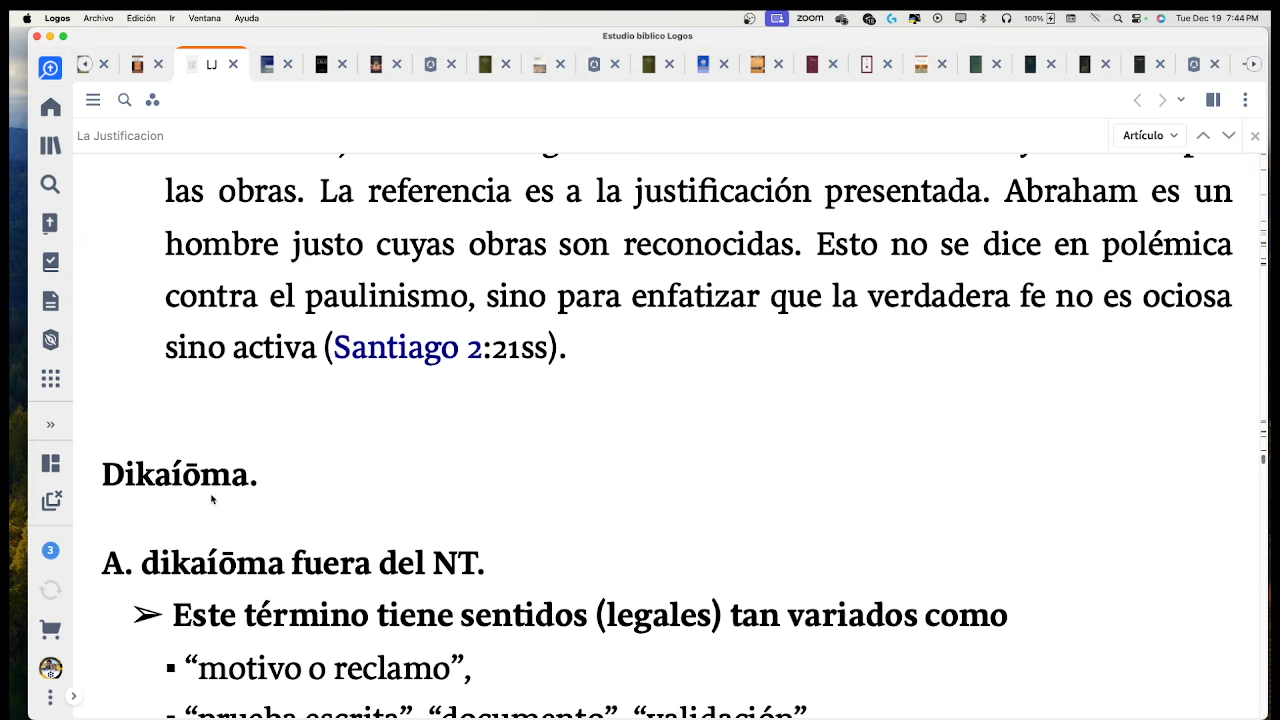 Logos Archivo Edición Ir Ventana Ayuda zoom 100% Tue Dec 19 7:44 PM
Estudio bíblico Logos
LJ
La Justificacion Artículo
las obras. La referencia es a la justificación presentada. Abraham es un
hombre justo cuyas obras son reconocidas. Esto no se dice en polémica
contra el paulinismo, sino para enfatizar que la verdadera fe no es ociosa
sino activa (Santiago 2:21ss).
Dikaíōma.
A. dikaíōma fuera del NT.
➢ Este término tiene sentidos (legales) tan variados como
▪ “motivo o reclamo”,
▪ “prueba escrita”, “documento”, “validación”
3